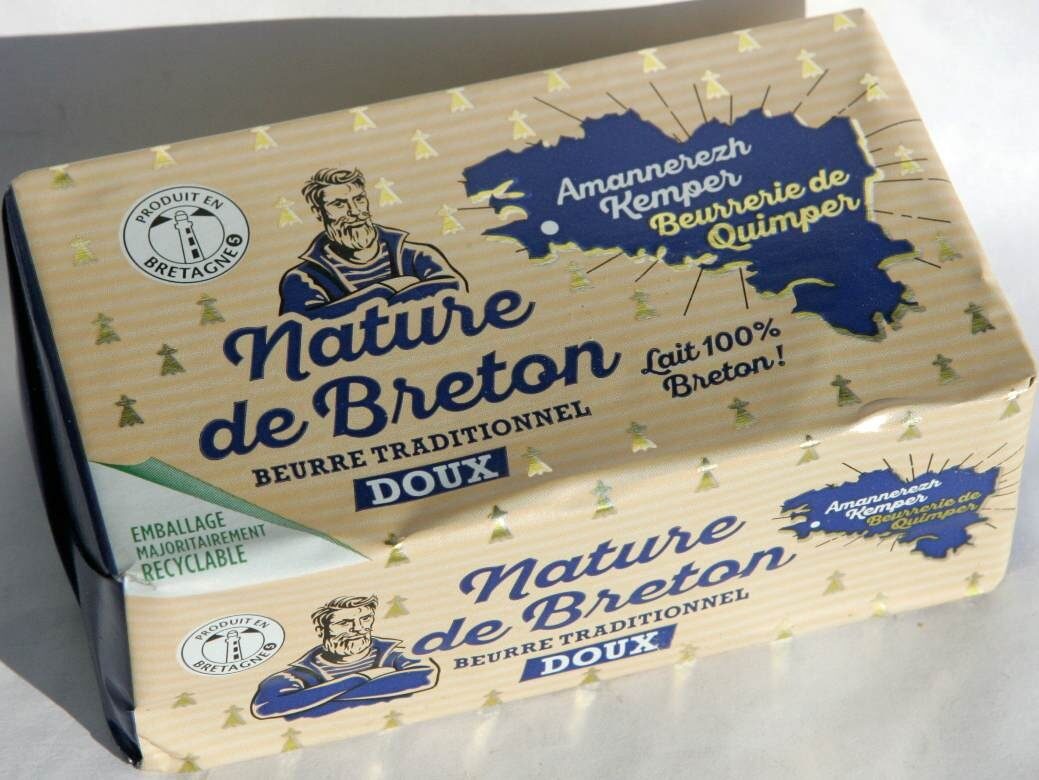 PRODUIT EN
BRETAGNE
Amannerezh
Kemper
Beurrerie de
Quimper
Nature
de Breton
BEURRE TRADITIONNEL
DOUX
Lait 100%
Breton!
EMBALLAGE
MAJORITAIREMENT
RECYCLABLE
PRODUIT EN
BRETAGNE
Nature
de Breton
BEURRE TRADITIONNEL
DOUX
Amannerezh
Kemper
Beurrerie de
Quimper